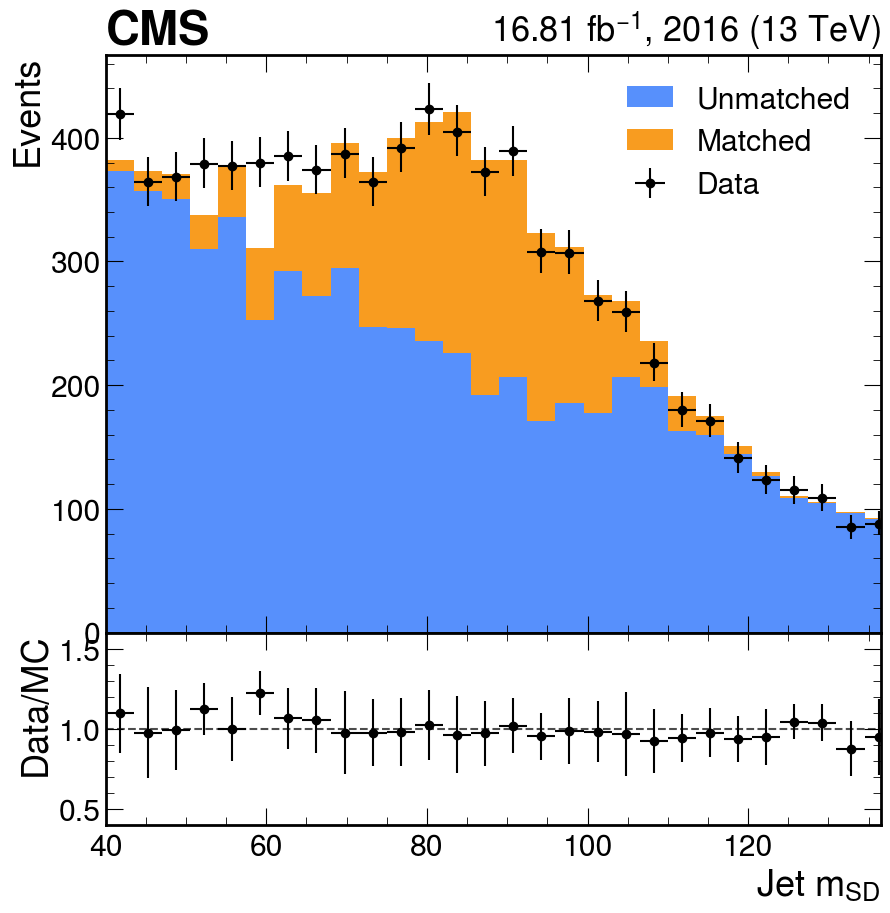 CMS
16.81 fb⁻¹, 2016 (13 TeV)
Events
400
300
200
100
0
Unmatched
Matched
Data
Data/MC
1.5
1.0
0.5
40
60
80
100
120
Jet m_SD